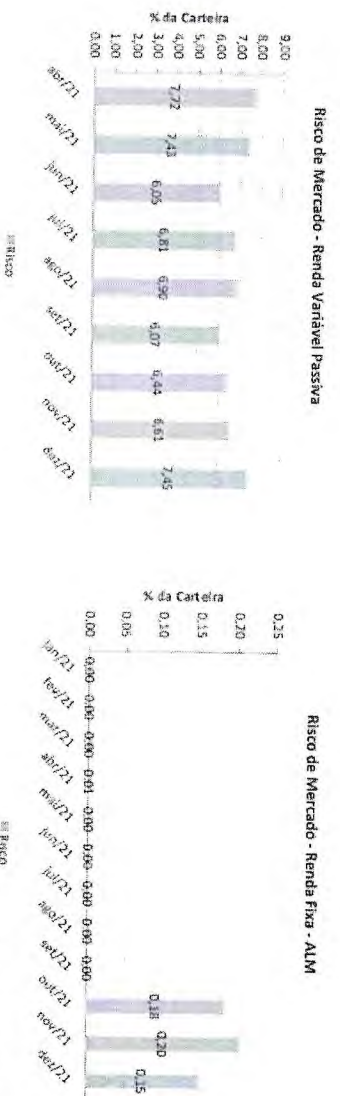 Risco de Mercado - Renda Variável Passiva
% da Carteira
9,00
8,00
7,00
6,00
5,00
4,00
3,00
2,00
1,00
0,00
7,72
7,43
6,05
6,81
6,90
6,07
6,44
6,61
7,45
abr/21
mai/21
jun/21
jul/21
ago/21
set/21
out/21
nov/21
dez/21
Risco
Risco de Mercado - Renda Fixa - ALM
% da Carteira
0,25
0,20
0,15
0,10
0,05
0,00
0,00
0,00
0,00
0,01
0,00
0,00
0,00
0,00
0,00
0,18
0,20
0,15
jan/21
fev/21
mar/21
abr/21
mai/21
jun/21
jul/21
ago/21
set/21
out/21
nov/21
dez/21
Risco